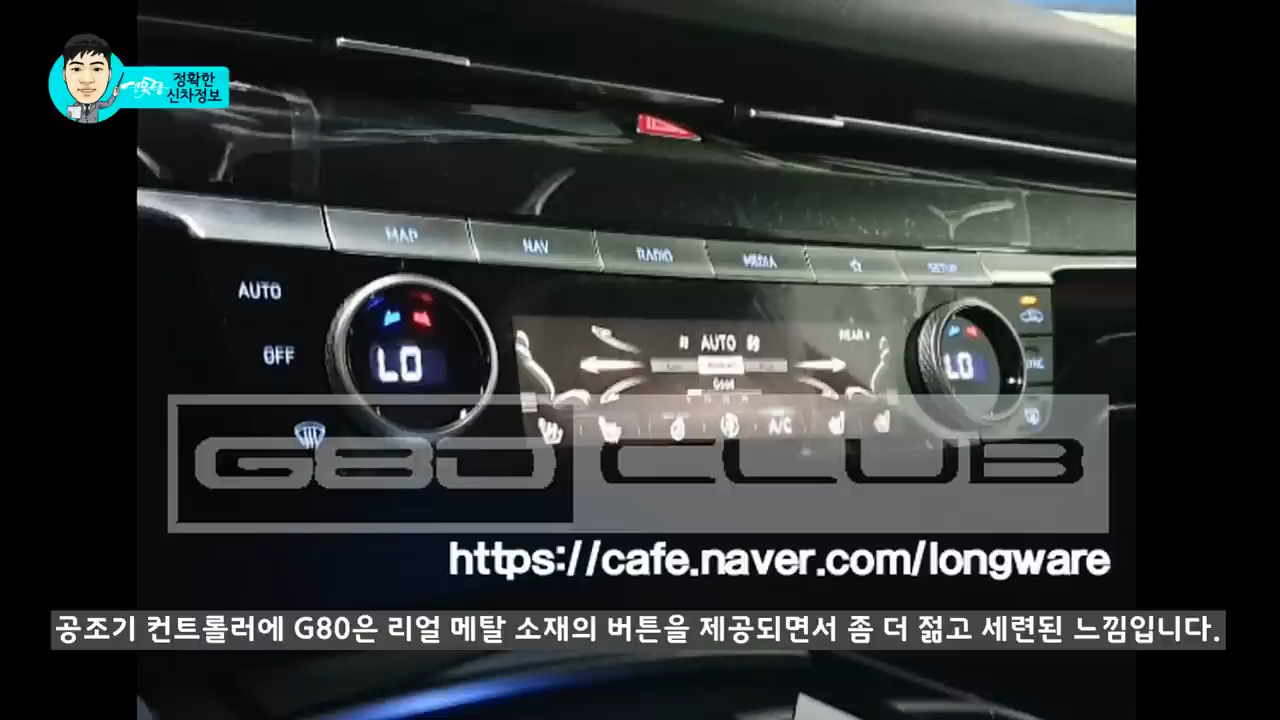 정확한
신차정보
MAP NAV RADIO MEDIA SETUP
AUTO
OFF
LO
AUTO
REAR
LO
A/C
G80 CLUB
https://cafe.naver.com/longware
공조기 컨트롤러에 G80은 리얼 메탈 소재의 버튼을 제공되면서 좀 더 젊고 세련된 느낌입니다.